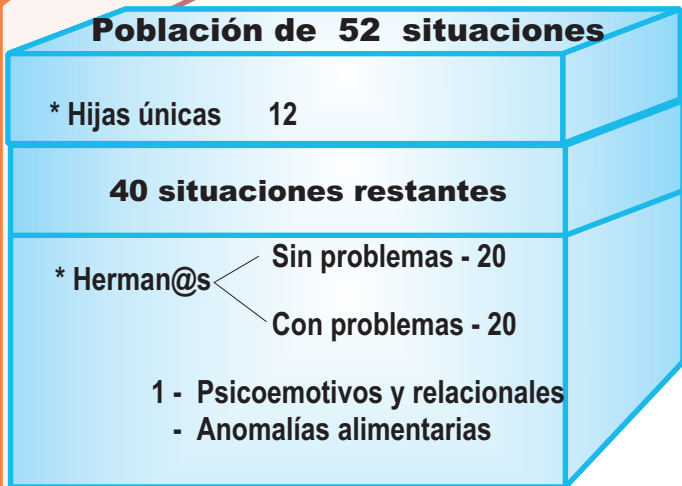 Población de 52 situaciones
* Hijas únicas 12
40 situaciones restantes
* Herman@s
Sin problemas - 20
Con problemas - 20
1 - Psicoemotivos y relacionales
- Anomalías alimentarias